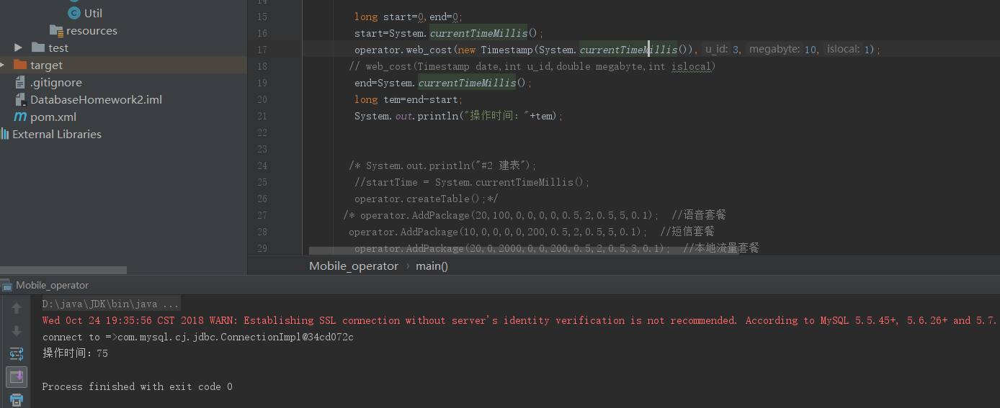 Util
resources
test
target
.gitignore
DatabaseHomework2.iml
pom.xml
External Libraries
14
15 long start=0,end=0;
16 start=System.currentTimeMillis();
17 operator.web_cost(new Timestamp(System.currentTimeMillis()), u_id: 3, megabyte: 10, islocal: 1);
18 // web_cost(Timestamp date,int u_id,double megabyte,int islocal)
19 end=System.currentTimeMillis();
20 long tem=end-start;
21 System.out.println("操作时间："+tem);
22
23
24 /* System.out.println("#2 建表");
25 //startTime = System.currentTimeMillis();
26 operator.createTable();*/
27 /* operator.AddPackage(20,100,0,0,0,0,0.5,2,0.5,5,0.1); //语音套餐
28 operator.AddPackage(10,0,0,0,0,200,0.5,2,0.5,5,0.1); //短信套餐
29 operator.AddPackage(20,0,2000,0,0,200,0.5,2,0.5,3,0.1); //本地流量套餐
Mobile_operator › main()
Mobile_operator
D:\java\JDK\bin\java ...
Wed Oct 24 19:35:56 CST 2018 WARN: Establishing SSL connection without server's identity verification is not recommended. According to MySQL 5.5.45+, 5.6.26+ and 5.7.
connect to =>com.mysql.cj.jdbc.ConnectionImpl@34cd072c
操作时间：75
Process finished with exit code 0